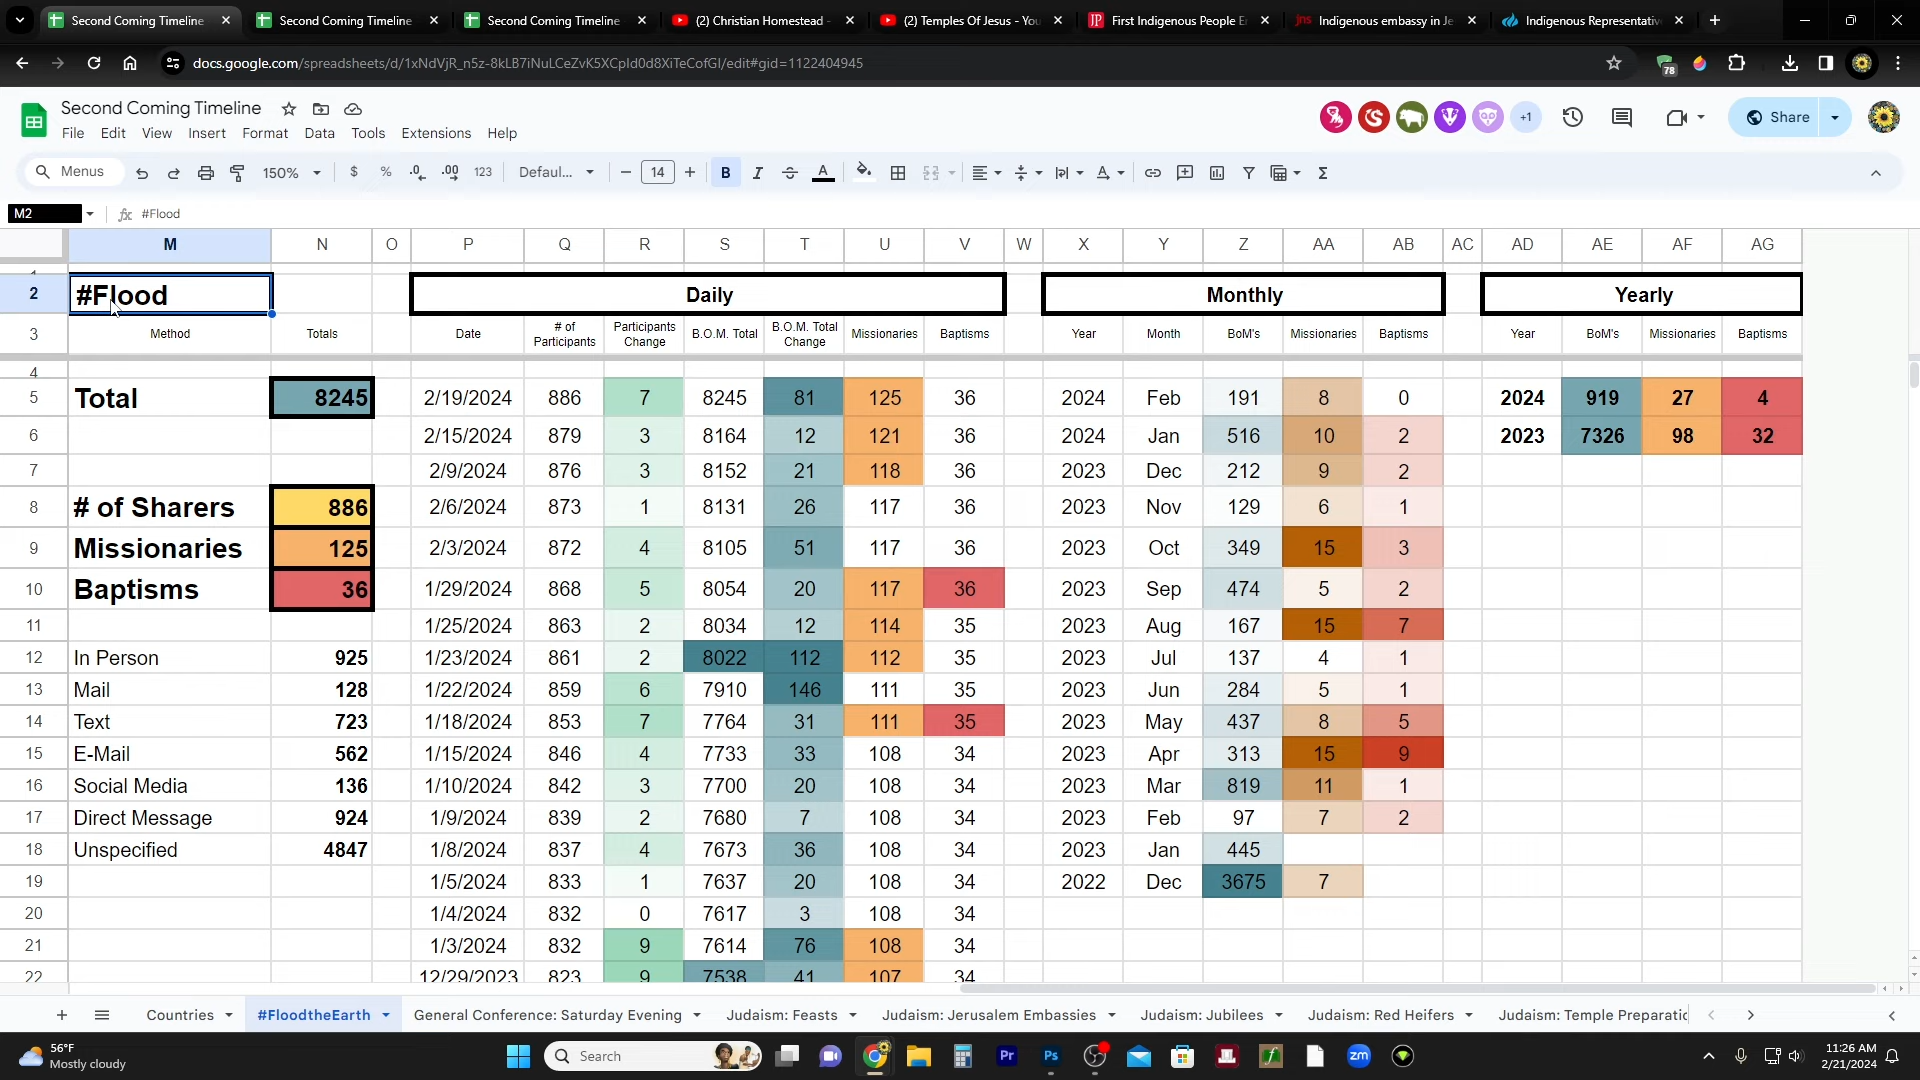 Second Coming Timeline
Second Coming Timeline
Second Coming Timeline
(2) Christian Homestead -
(2) Temples Of Jesus - You
First Indigenous People E
jns Indigenous embassy in Je
Indigenous Representativ
docs.google.com/spreadsheets/d/1xNdVjR_n5z-8kLB7iNuLCeZvK5XCpId0d8XiTeCofGI/edit#gid=1122404945
78
Second Coming Timeline
File Edit View Insert Format Data Tools Extensions Help
+1
Share
Menus 150% $ % .0 .00 123 Defaul... 14 B I A
M2 fx #Flood
M N O P Q R S T U V W X Y Z AA AB AC AD AE AF AG
2 #Flood Daily Monthly Yearly
3 Method Totals Date # of Participants Participants Change B.O.M. Total B.O.M. Total Change Missionaries Baptisms Year Month BoM's Missionaries Baptisms Year BoM's Missionaries Baptisms
4
5 Total 8245 2/19/2024 886 7 8245 81 125 36 2024 Feb 191 8 0 2024 919 27 4
6 2/15/2024 879 3 8164 12 121 36 2024 Jan 516 10 2 2023 7326 98 32
7 2/9/2024 876 3 8152 21 118 36 2023 Dec 212 9 2
8 # of Sharers 886 2/6/2024 873 1 8131 26 117 36 2023 Nov 129 6 1
9 Missionaries 125 2/3/2024 872 4 8105 51 117 36 2023 Oct 349 15 3
10 Baptisms 36 1/29/2024 868 5 8054 20 117 36 2023 Sep 474 5 2
11 1/25/2024 863 2 8034 12 114 35 2023 Aug 167 15 7
12 In Person 925 1/23/2024 861 2 8022 112 112 35 2023 Jul 137 4 1
13 Mail 128 1/22/2024 859 6 7910 146 111 35 2023 Jun 284 5 1
14 Text 723 1/18/2024 853 7 7764 31 111 35 2023 May 437 8 5
15 E-Mail 562 1/15/2024 846 4 7733 33 108 34 2023 Apr 313 15 9
16 Social Media 136 1/10/2024 842 3 7700 20 108 34 2023 Mar 819 11 1
17 Direct Message 924 1/9/2024 839 2 7680 7 108 34 2023 Feb 97 7 2
18 Unspecified 4847 1/8/2024 837 4 7673 36 108 34 2023 Jan 445
19 1/5/2024 833 1 7637 20 108 34 2022 Dec 3675 7
20 1/4/2024 832 0 7617 3 108 34
21 1/3/2024 832 9 7614 76 108 34
22 12/29/2023 823 9 7538 41 107 34
Countries #FloodtheEarth General Conference: Saturday Evening Judaism: Feasts Judaism: Jerusalem Embassies Judaism: Jubilees Judaism: Red Heifers Judaism: Temple Preparatic
56°F
Mostly cloudy
Search
Pr Ps zm
11:26 AM
2/21/2024